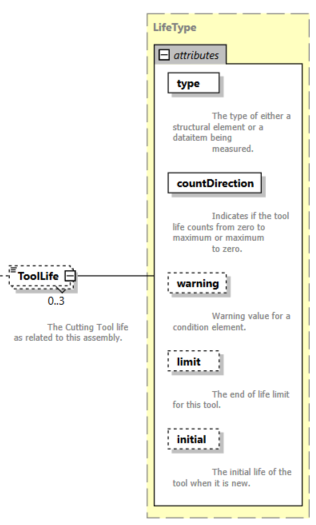 LifeType
attributes
type
The type of either a
structural element or a
dataitem being
measured.
countDirection
Indicates if the tool
life counts from zero to
maximum or maximum
to zero.
ToolLife
0..3
The Cutting Tool life
as related to this assembly.
warning
Warning value for a
condition element.
limit
The end of life limit
for this tool.
initial
The initial life of the
tool when it is new.